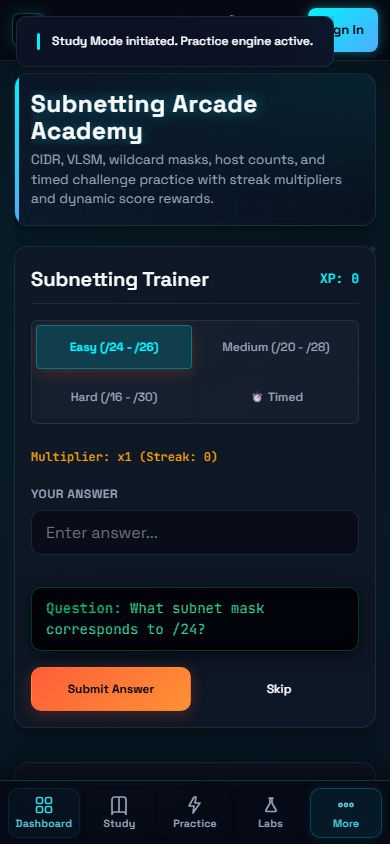 Study Mode initiated. Practice engine active.
gn In
Subnetting Arcade
Academy
CIDR, VLSM, wildcard masks, host counts, and
timed challenge practice with streak multipliers
and dynamic score rewards.
Subnetting Trainer
XP: 0
Easy (/24 - /26)
Medium (/20 - /28)
Hard (/16 - /30)
⏰ Timed
Multiplier: x1 (Streak: 0)
YOUR ANSWER
Enter answer...
Question: What subnet mask
corresponds to /24?
Submit Answer
Skip
Dashboard
Study
Practice
Labs
More